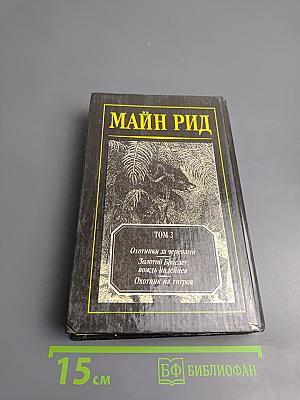 МАЙН РИД
ТОМ 3
Охотники за черепами
Золотой Браслет,
вождь индейцев
Охотник на тигров
15 см
БФ БИБЛИОФАН